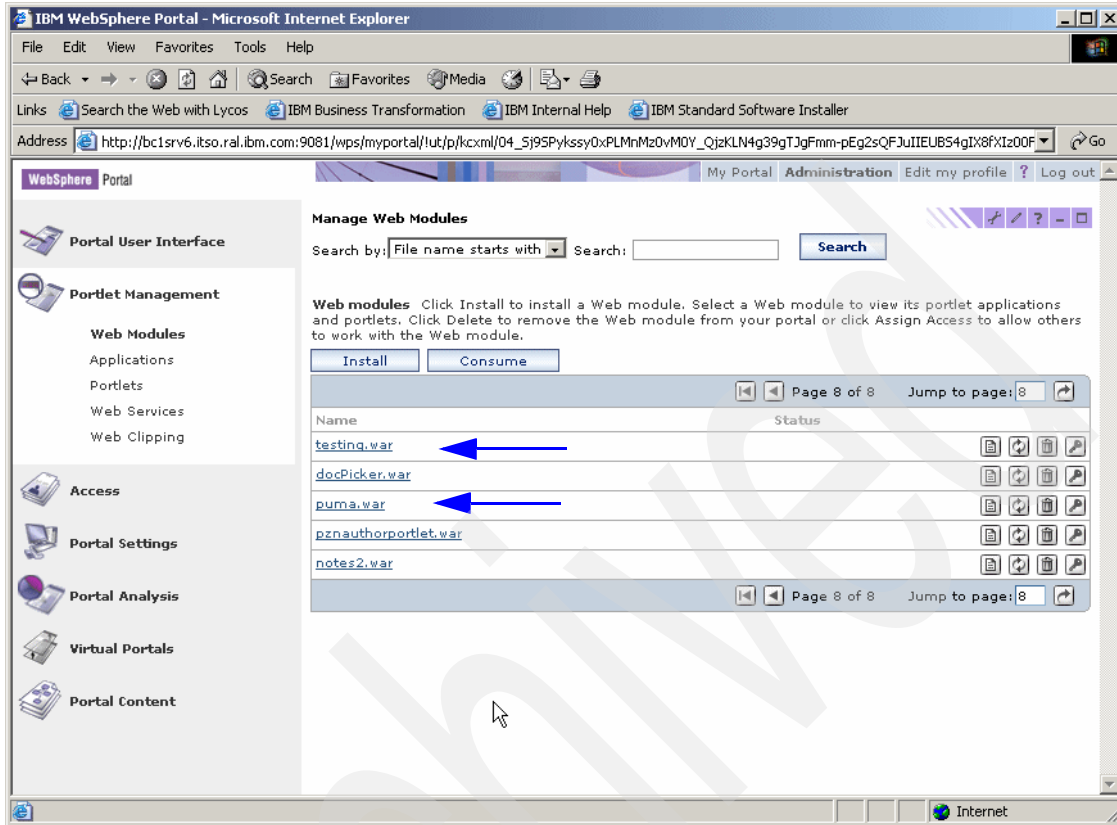 IBM WebSphere Portal - Microsoft Internet Explorer
File Edit View Favorites Tools Help
Back Search Favorites Media
Links Search the Web with Lycos IBM Business Transformation IBM Internal Help IBM Standard Software Installer
Address http://bc1srv6.itso.ral.ibm.com:9081/wps/myportal/!ut/p/kcxml/04_Sj9SPykssy0xPLMnMz0vM0Y_QjzKLN4g39gTJgFmm-pEg2sQFJuIIEUBS4gIX8fXIz00F Go
WebSphere Portal
My Portal Administration Edit my profile ? Log out
Portal User Interface
Portlet Management
Web Modules
Applications
Portlets
Web Services
Web Clipping
Access
Portal Settings
Portal Analysis
Virtual Portals
Portal Content
Manage Web Modules
Search by: File name starts with Search: Search
Web modules Click Install to install a Web module. Select a Web module to view its portlet applications
and portlets. Click Delete to remove the Web module from your portal or click Assign Access to allow others
to work with the Web module.
Install Consume
Page 8 of 8 Jump to page: 8
Name Status
testing.war
docPicker.war
puma.war
pznauthorportlet.war
notes2.war
Page 8 of 8 Jump to page: 8
Internet